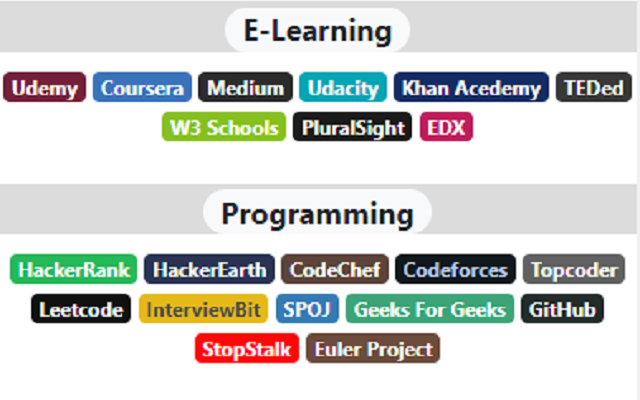 E-Learning
Udemy Coursera Medium Udacity Khan Acedemy TEDed
W3 Schools PluralSight EDX
Programming
HackerRank HackerEarth CodeChef Codeforces Topcoder
Leetcode InterviewBit SPOJ Geeks For Geeks GitHub
StopStalk Euler Project